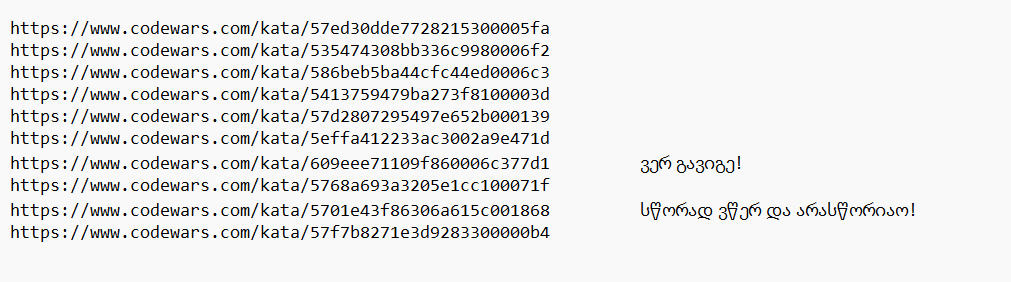 https://www.codewars.com/kata/57ed30dde7728215300005fa
https://www.codewars.com/kata/535474308bb336c9980006f2
https://www.codewars.com/kata/586beb5ba44cfc44ed0006c3
https://www.codewars.com/kata/5413759479ba273f8100003d
https://www.codewars.com/kata/57d2807295497e652b000139
https://www.codewars.com/kata/5effa412233ac3002a9e471d
https://www.codewars.com/kata/609eee71109f860006c377d1 ვერ გავიგე!
https://www.codewars.com/kata/5768a693a3205e1cc100071f
https://www.codewars.com/kata/5701e43f86306a615c001868 სწორად ვწერ და არასწორიაო!
https://www.codewars.com/kata/57f7b8271e3d9283300000b4